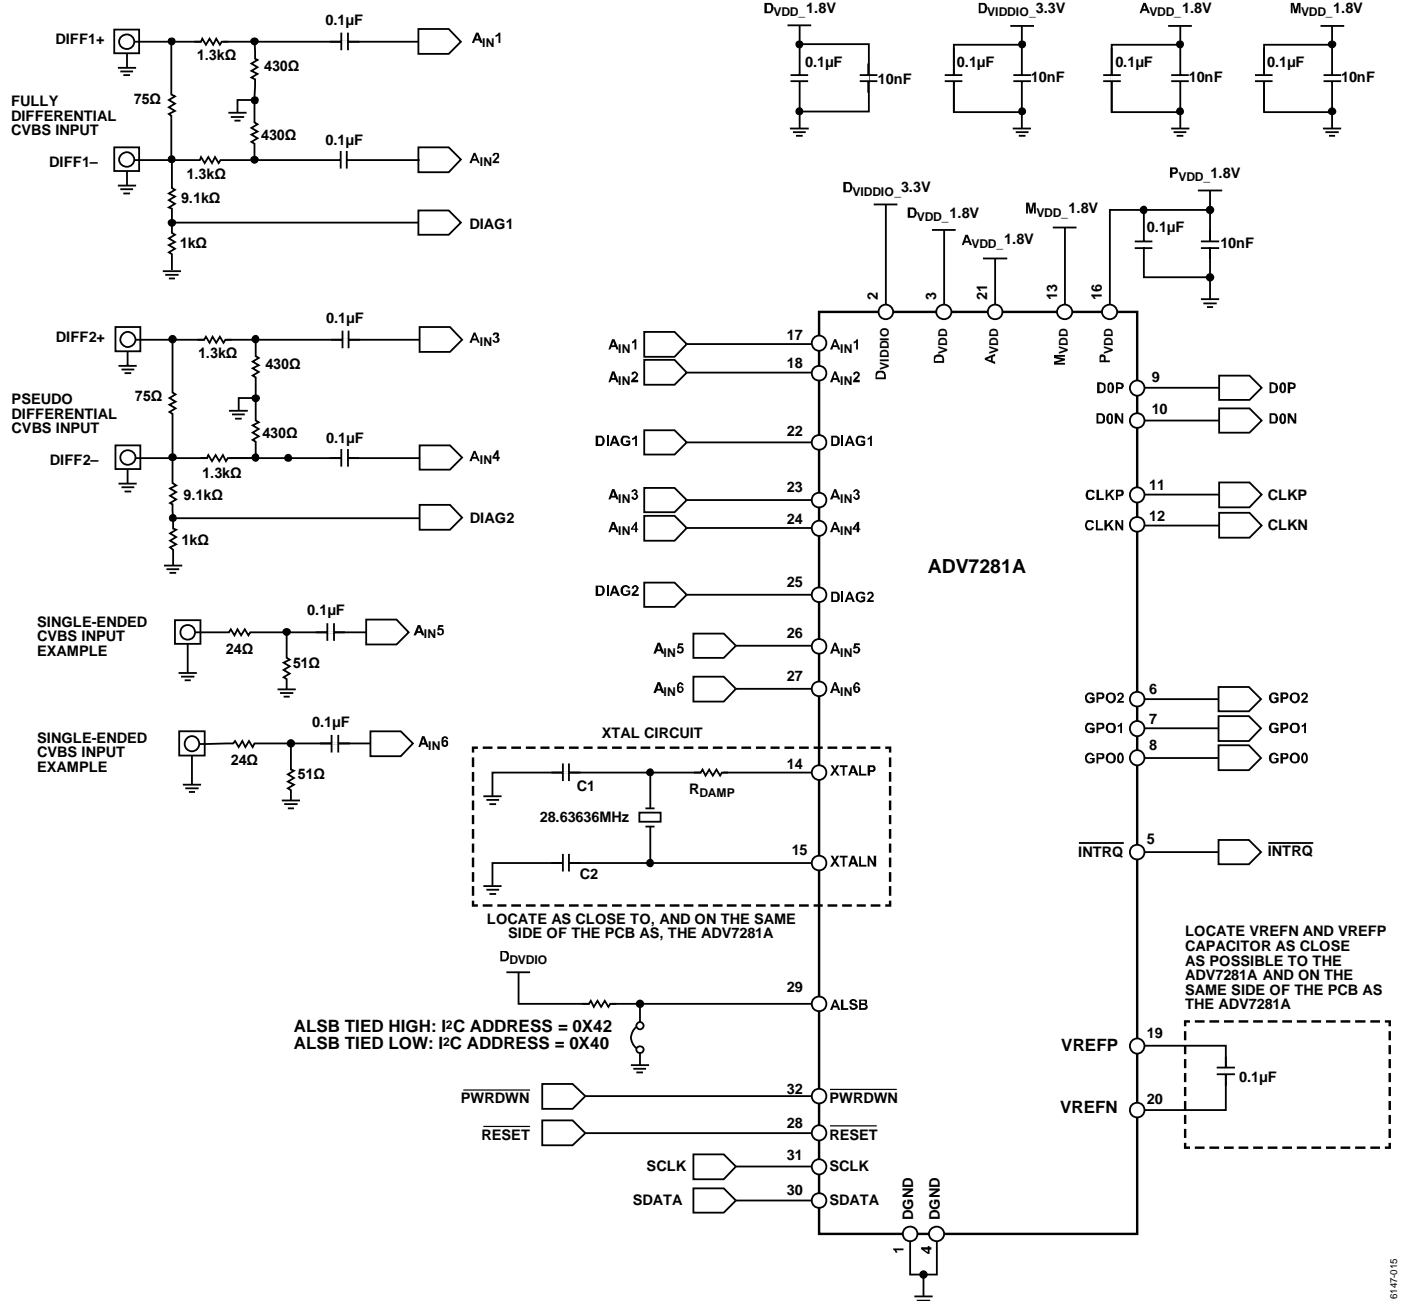 DVDD_1.8V
DVIDDIO_3.3V
AVDD_1.8V
MVDD_1.8V
0.1µF
10nF
0.1µF
10nF
0.1µF
10nF
0.1µF
10nF
DIFF1+
1.3kΩ
0.1µF
AIN1
430Ω
75Ω
FULLY
DIFFERENTIAL
CVBS INPUT
430Ω
0.1µF
DIFF1–
1.3kΩ
AIN2
9.1kΩ
DIAG1
1kΩ
DIFF2+
1.3kΩ
0.1µF
AIN3
430Ω
75Ω
PSEUDO
DIFFERENTIAL
CVBS INPUT
430Ω
0.1µF
DIFF2–
1.3kΩ
AIN4
9.1kΩ
DIAG2
1kΩ
SINGLE-ENDED
CVBS INPUT
EXAMPLE
24Ω
0.1µF
51Ω
AIN5
SINGLE-ENDED
CVBS INPUT
EXAMPLE
24Ω
0.1µF
51Ω
AIN6
PVDD_1.8V
0.1µF
10nF
DVIDDIO_3.3V
DVDD_1.8V
AVDD_1.8V
MVDD_1.8V
2
3
21
13
16
DVIDDIO
DVDD
AVDD
MVDD
PVDD
AIN1 17 AIN1
AIN2 18 AIN2
DIAG1 22 DIAG1
AIN3 23 AIN3
AIN4 24 AIN4
DIAG2 25 DIAG2
AIN5 26 AIN5
AIN6 27 AIN6
ADV7281A
D0P 9 D0P
D0N 10 D0N
CLKP 11 CLKP
CLKN 12 CLKN
GPO2 6 GPO2
GPO1 7 GPO1
GPO0 8 GPO0
INTRQ 5 INTRQ
XTAL CIRCUIT
C1
RDAMP
14 XTALP
28.63636MHz
C2
15 XTALN
LOCATE AS CLOSE TO, AND ON THE SAME
SIDE OF THE PCB AS, THE ADV7281A
DDVDIO
29 ALSB
ALSB TIED HIGH: I2C ADDRESS = 0X42
ALSB TIED LOW: I2C ADDRESS = 0X40
PWRDWN 32 PWRDWN
RESET 28 RESET
SCLK 31 SCLK
SDATA 30 SDATA
LOCATE VREFN AND VREFP
CAPACITOR AS CLOSE
AS POSSIBLE TO THE
ADV7281A AND ON THE
SAME SIDE OF THE PCB AS
THE ADV7281A
VREFP 19
0.1µF
VREFN 20
DGND
DGND
1
4
6147-015